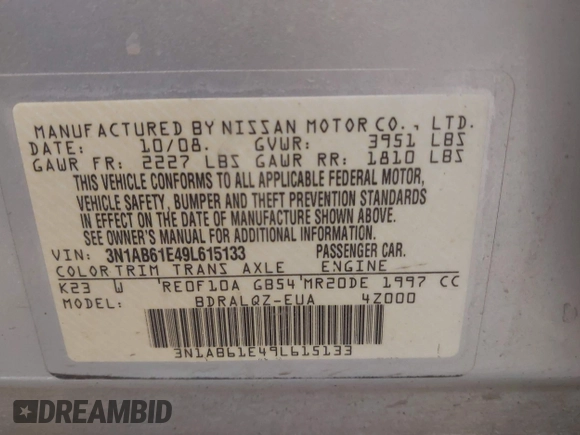 MANUFACTURED BY NISSAN MOTOR CO., LTD.
DATE: 10/08. GVWR: 3951 LBS
GAWR FR: 2227 LBS GAWR RR: 1810 LBS
THIS VEHICLE CONFORMS TO ALL APPLICABLE FEDERAL MOTOR,
VEHICLE SAFETY, BUMPER AND THEFT PREVENTION STANDARDS
IN EFFECT ON THE DATE OF MANUFACTURE SHOWN ABOVE.
SEE OWNER'S MANUAL FOR ADDITIONAL INFORMATION.
VIN: 3N1AB61E49L615133 PASSENGER CAR.
COLOR TRIM TRANS AXLE ENGINE
K23 W 'RE0F10A GB54'MR20DE 1997 CC
MODEL: BDRALQZ-EUA 4Z000
3N1AB61E49L615133
DREAMBID